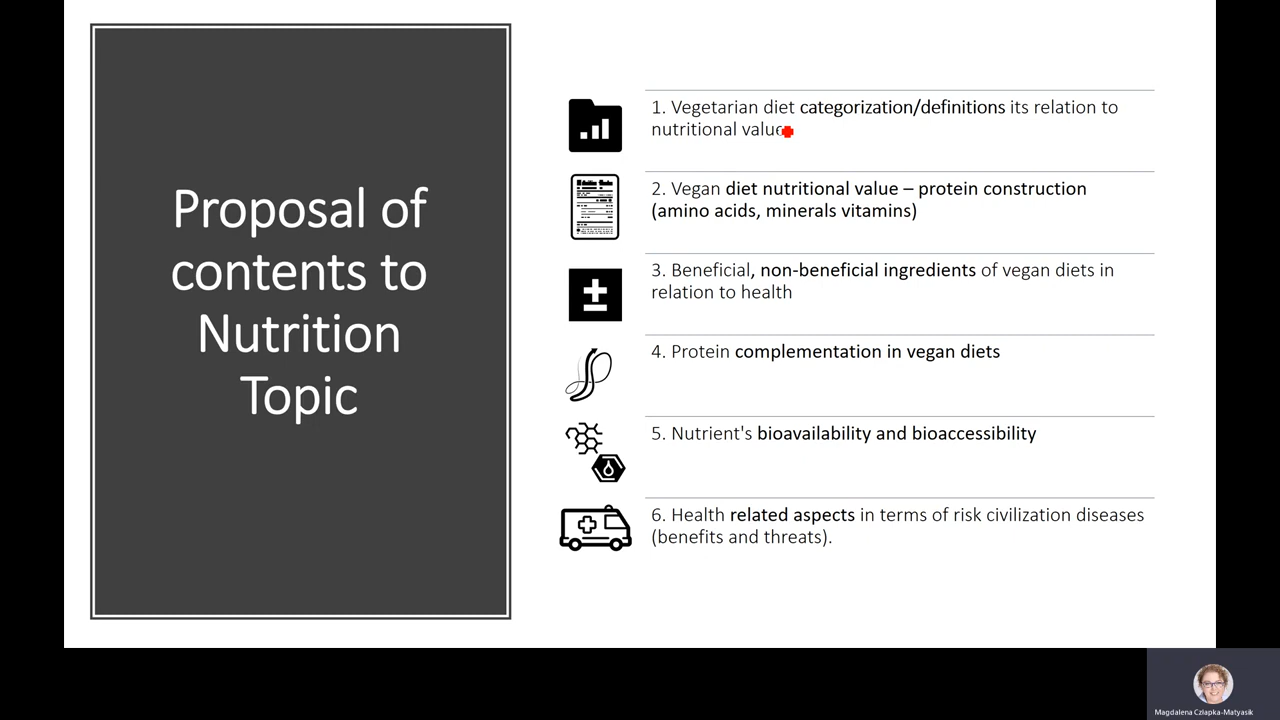 Proposal of
contents to
Nutrition
Topic
1. Vegetarian diet categorization/definitions its relation to
nutritional value
2. Vegan diet nutritional value – protein construction
(amino acids, minerals vitamins)
3. Beneficial, non-beneficial ingredients of vegan diets in
relation to health
4. Protein complementation in vegan diets
5. Nutrient's bioavailability and bioaccessibility
6. Health related aspects in terms of risk civilization diseases
(benefits and threats).
Magdalena Człapka-Matyasik